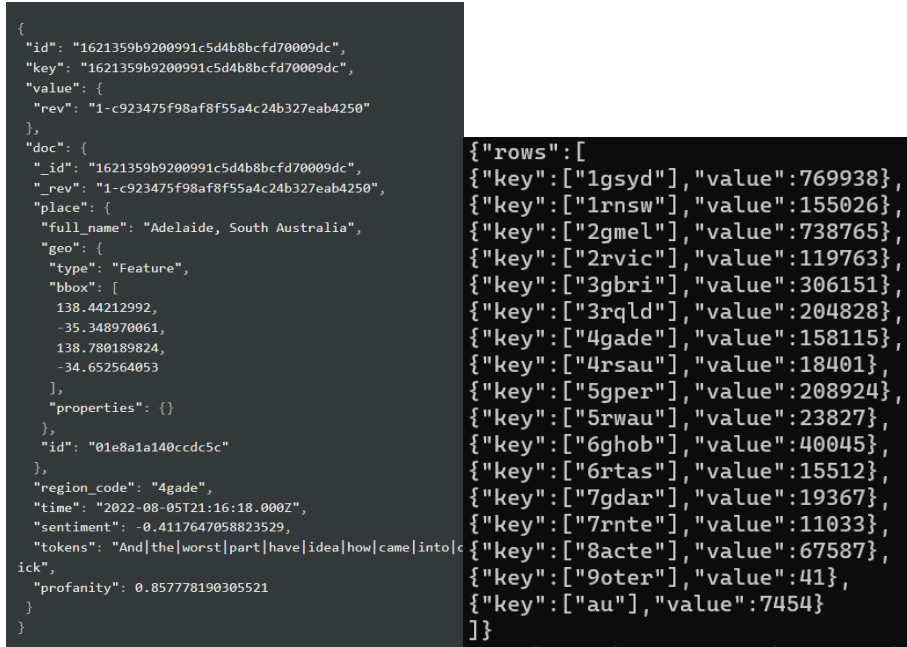 {
"id": "1621359b9200991c5d4b8bcfd70009dc",
"key": "1621359b9200991c5d4b8bcfd70009dc",
"value": {
"rev": "1-c923475f98af8f55a4c24b327eab4250"
},
"doc": {
"_id": "1621359b9200991c5d4b8bcfd70009dc",
"_rev": "1-c923475f98af8f55a4c24b327eab4250",
"place": {
"full_name": "Adelaide, South Australia",
"geo": {
"type": "Feature",
"bbox": [
138.44212992,
-35.348970061,
138.780189824,
-34.652564053
],
"properties": {}
},
"id": "01e8a1a140ccdc5c"
},
"region_code": "4gade",
"time": "2022-08-05T21:16:18.000Z",
"sentiment": -0.4117647058823529,
"tokens": "And|the|worst|part|have|idea|how|came|into|
ick",
"profanity": 0.857778190305521
}
}
{"rows":[
{"key":["1gsyd"],"value":769938},
{"key":["1rnsw"],"value":155026},
{"key":["2gmel"],"value":738765},
{"key":["2rvic"],"value":119763},
{"key":["3gbri"],"value":306151},
{"key":["3rqld"],"value":204828},
{"key":["4gade"],"value":158115},
{"key":["4rsau"],"value":18401},
{"key":["5gper"],"value":208924},
{"key":["5rwau"],"value":23827},
{"key":["6ghob"],"value":40045},
{"key":["6rtas"],"value":15512},
{"key":["7gdar"],"value":19367},
{"key":["7rnte"],"value":11033},
{"key":["8acte"],"value":67587},
{"key":["9oter"],"value":41},
{"key":["au"],"value":7454}
]}